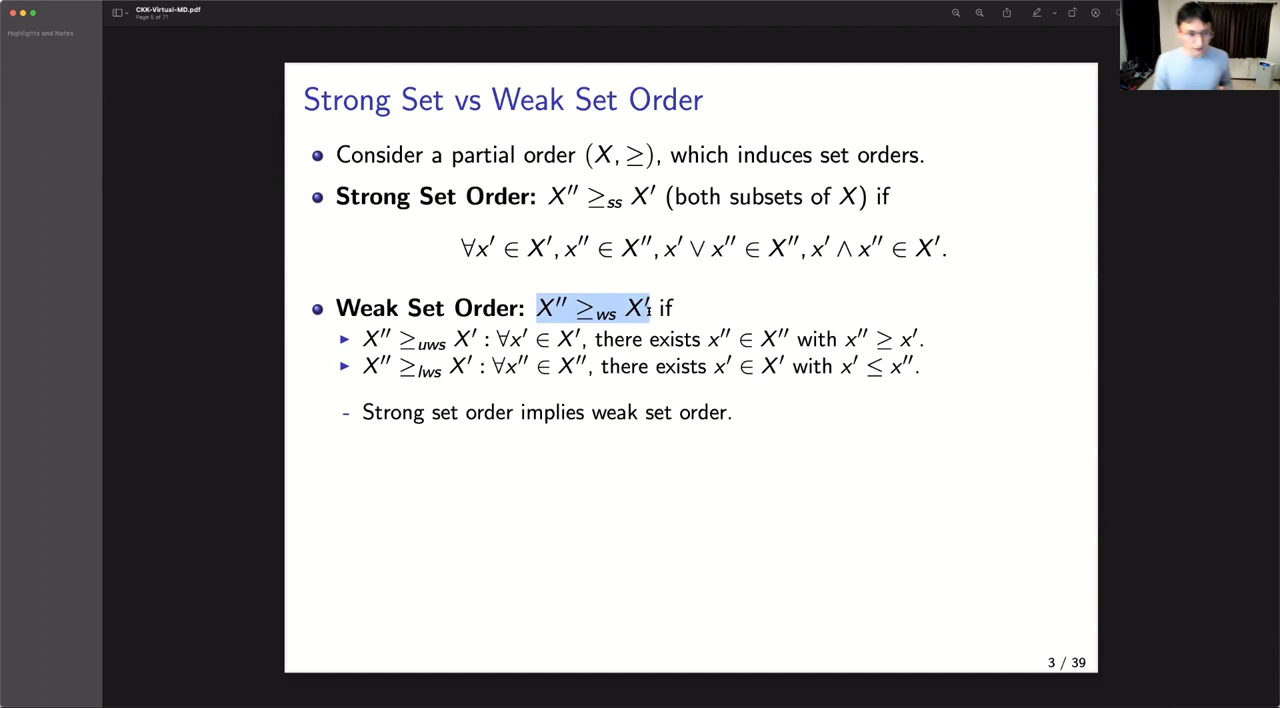 CKK-Virtual-MD.pdf
Page 5 of 71
Highlights and Notes
Strong Set vs Weak Set Order
Consider a partial order (X, ≥), which induces set orders.
Strong Set Order: X″ ≥ss X′ (both subsets of X) if
∀x′ ∈ X′, x″ ∈ X″, x′ ∨ x″ ∈ X″, x′ ∧ x″ ∈ X′.
Weak Set Order: X″ ≥ws X′ if
X″ ≥uws X′ : ∀x′ ∈ X′, there exists x″ ∈ X″ with x″ ≥ x′.
X″ ≥lws X′ : ∀x″ ∈ X″, there exists x′ ∈ X′ with x′ ≤ x″.
- Strong set order implies weak set order.
3 / 39